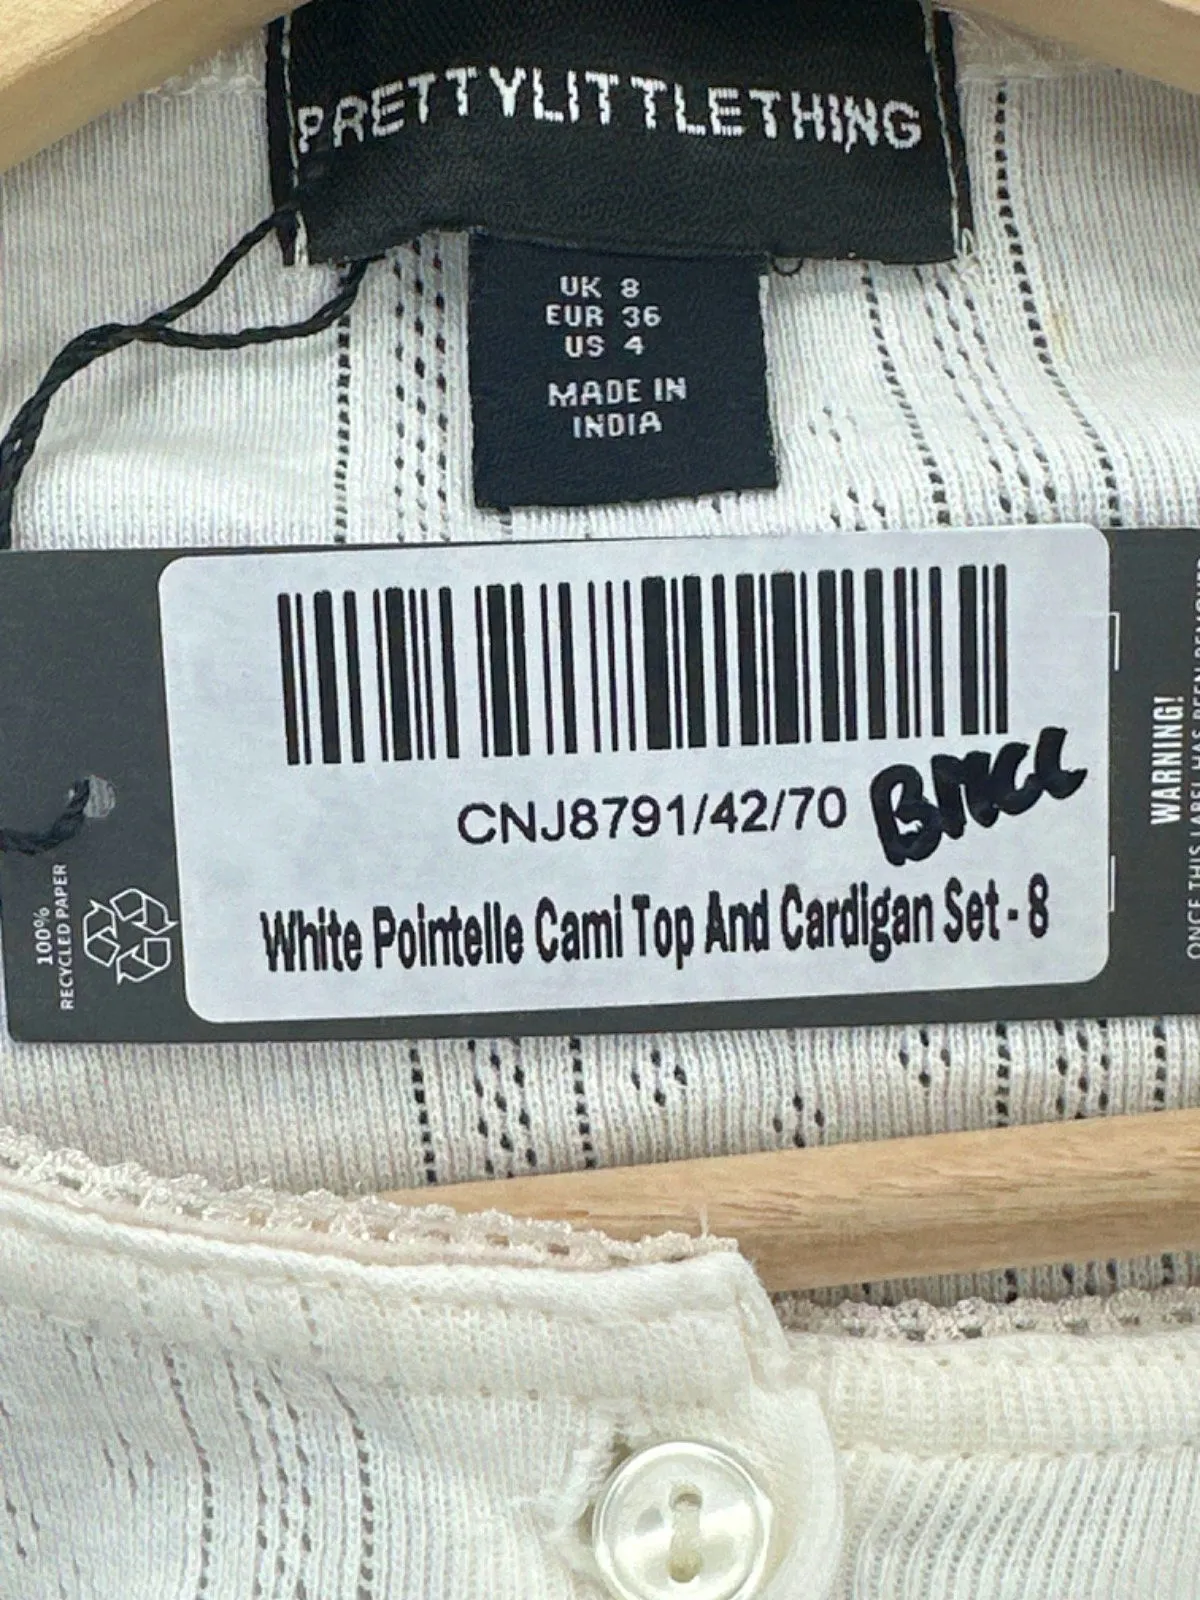 PRETTYLITTLETHING
UK 8
EUR 36
US 4
MADE IN
INDIA
CNJ8791/42/70
White Pointelle Cami Top And Cardigan Set - 8
100%
RECYCLED PAPER
WARNING!